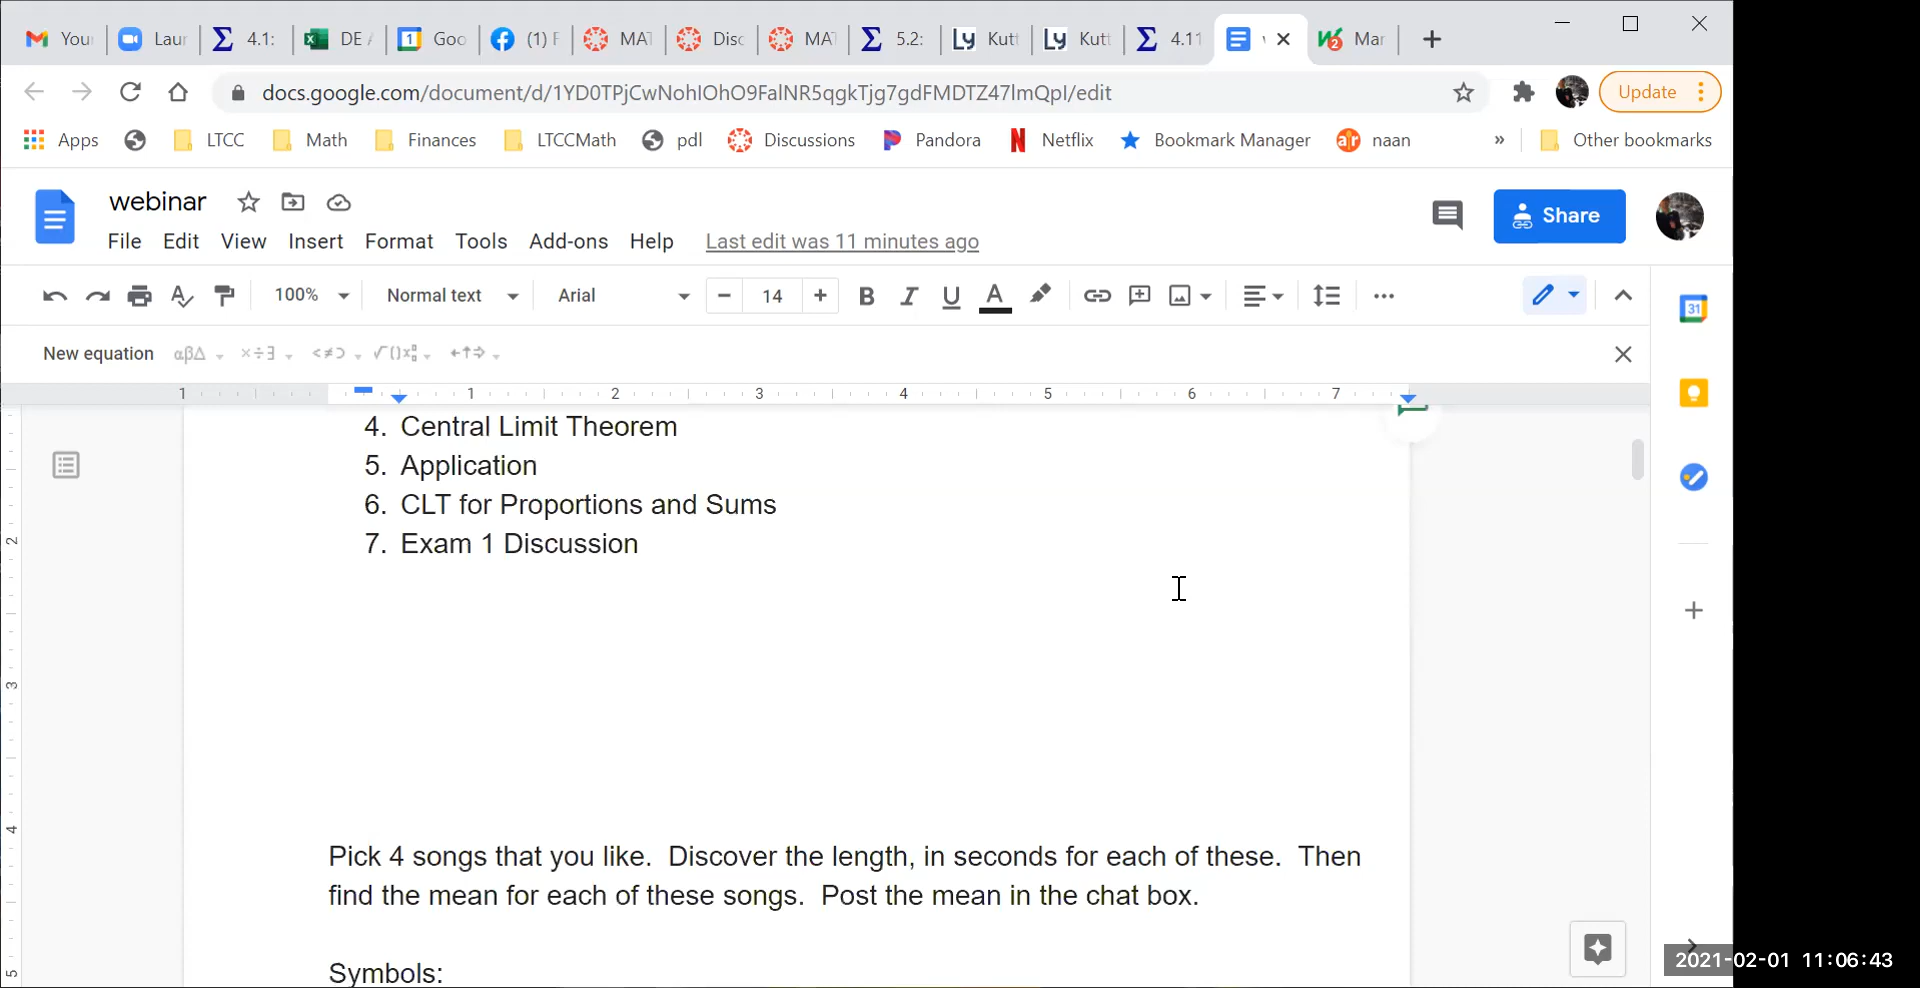 You Laur 4.1: DE / Goo (1) F MAT Disc MAT 5.2: Kutt Kutt 4.11 Mar
docs.google.com/document/d/1YD0TPjCwNohIOhO9FalNR5qgkTjg7gdFMDTZ47lmQpI/edit Update
Apps LTCC Math Finances LTCCMath pdl Discussions Pandora Netflix Bookmark Manager naan » Other bookmarks
webinar
File Edit View Insert Format Tools Add-ons Help Last edit was 11 minutes ago Share
100% Normal text Arial 14 B I U A
New equation
1 1 2 3 4 5 6 7
4. Central Limit Theorem
5. Application
6. CLT for Proportions and Sums
7. Exam 1 Discussion
Pick 4 songs that you like. Discover the length, in seconds for each of these. Then
find the mean for each of these songs. Post the mean in the chat box.
Symbols:
2021-02-01 11:06:43